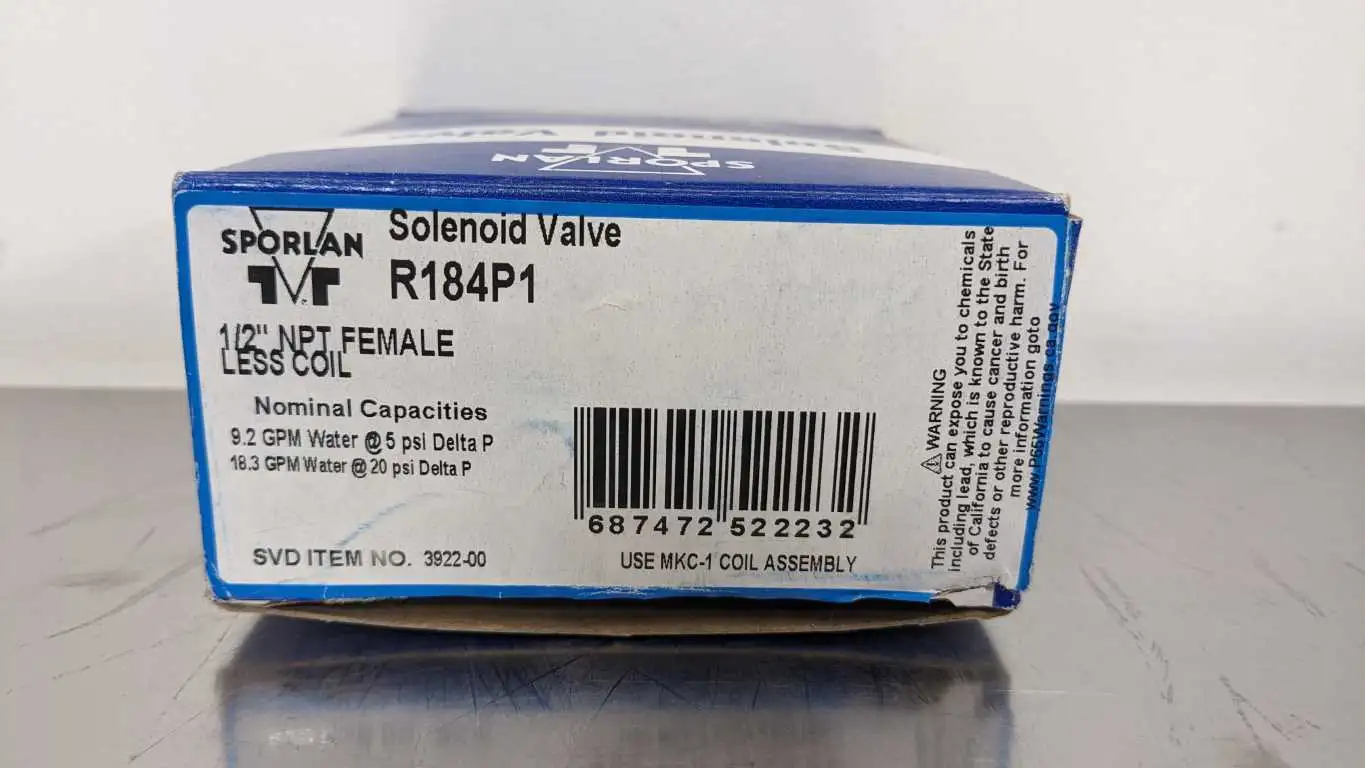 Solenoid Valve
SPORLAN
SPORLAN
Solenoid Valve
R184P1
1/2" NPT FEMALE
LESS COIL
Nominal Capacities
9.2 GPM Water @ 5 psi Delta P
18.3 GPM Water @ 20 psi Delta P
SVD ITEM NO. 3922-00
687472 522232
USE MKC-1 COIL ASSEMBLY
⚠ WARNING
This product can expose you to chemicals
including lead, which is known to the State
of California to cause cancer and birth
defects or other reproductive harm. For
more information goto
www.P65Warnings.ca.gov